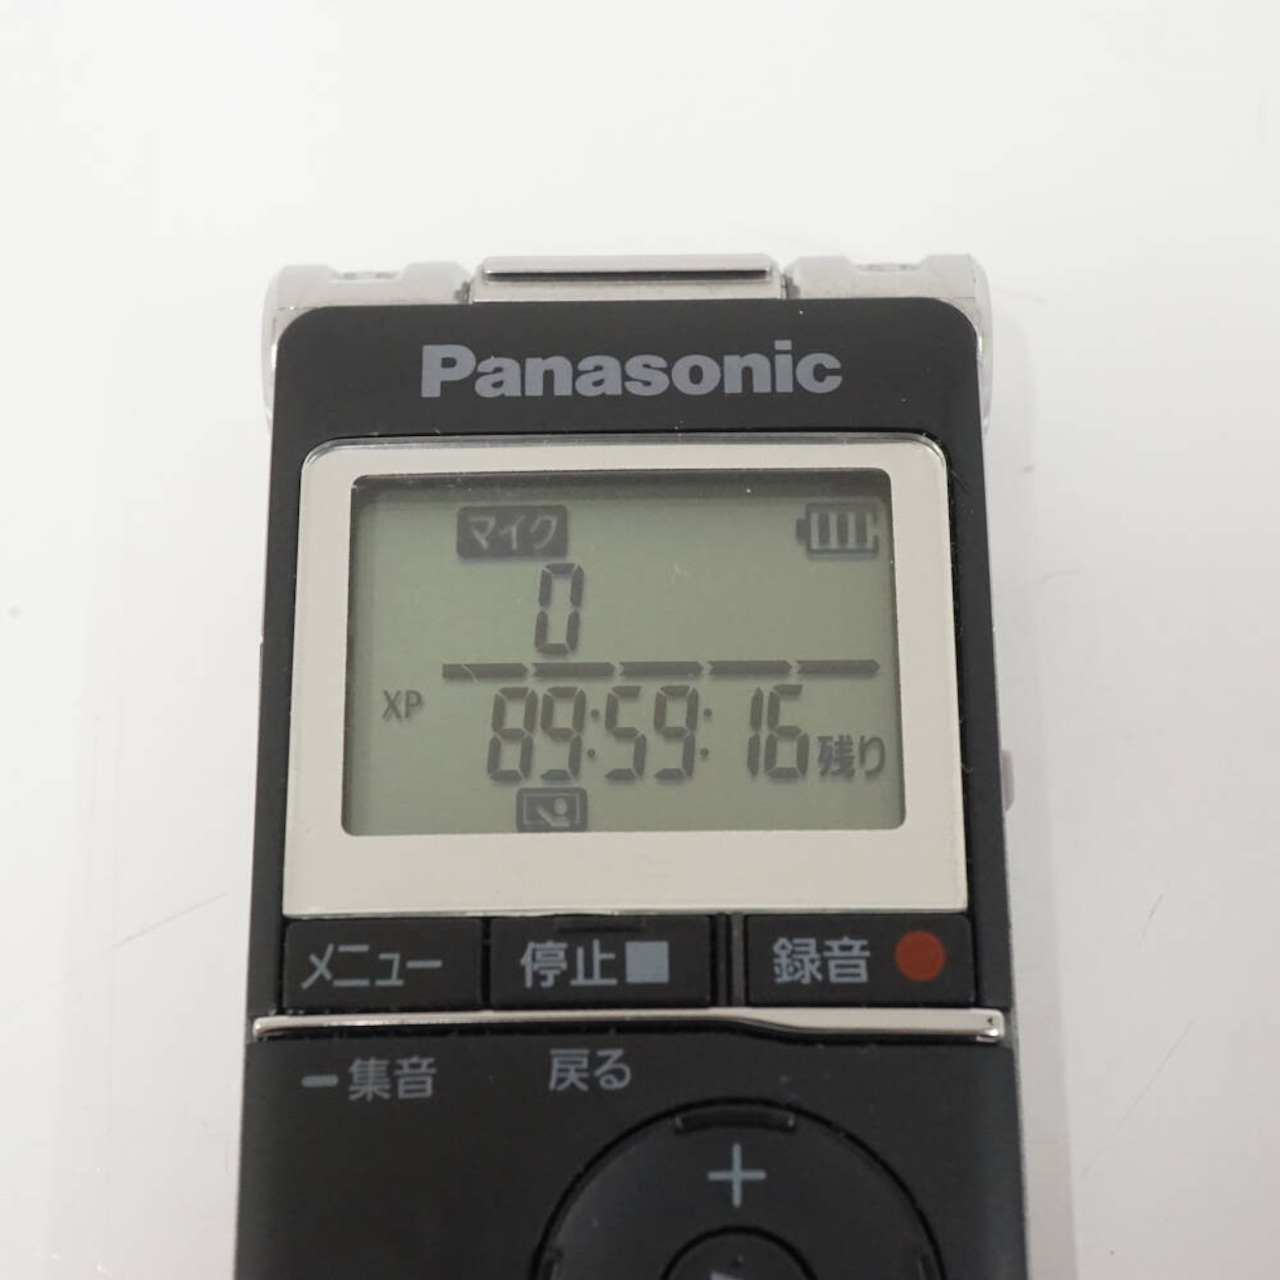 Panasonic
マイク
0
XP 89:59:16 残り
メニュー 停止 録音
集音 戻る
+